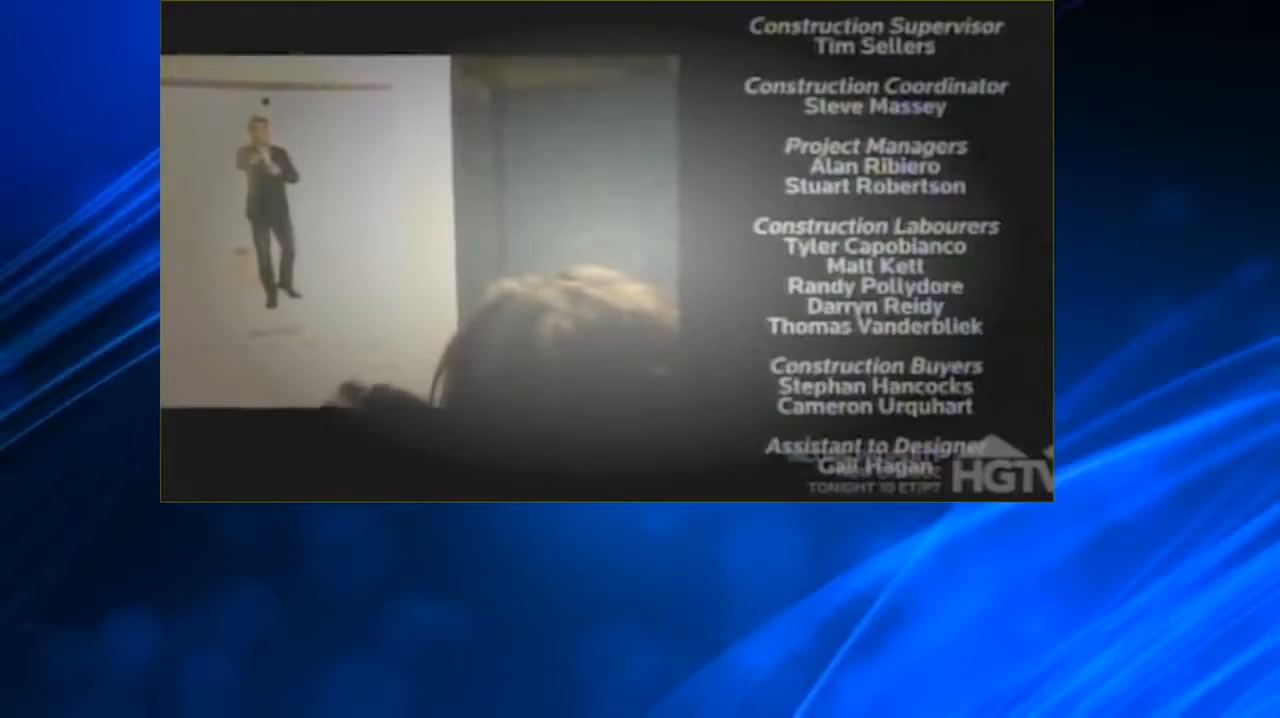 Construction Supervisor
Tim Sellers
Construction Coordinator
Steve Massey
Project Managers
Alan Ribiero
Stuart Robertson
Construction Labourers
Tyler Capobianco
Matt Kett
Randy Pollydore
Darryn Reidy
Thomas Vanderbliek
Construction Buyers
Stephan Hancocks
Cameron Urquhart
Assistant to Designer
Gail Hagan
TONIGHT 10 ET/PT
HGTV